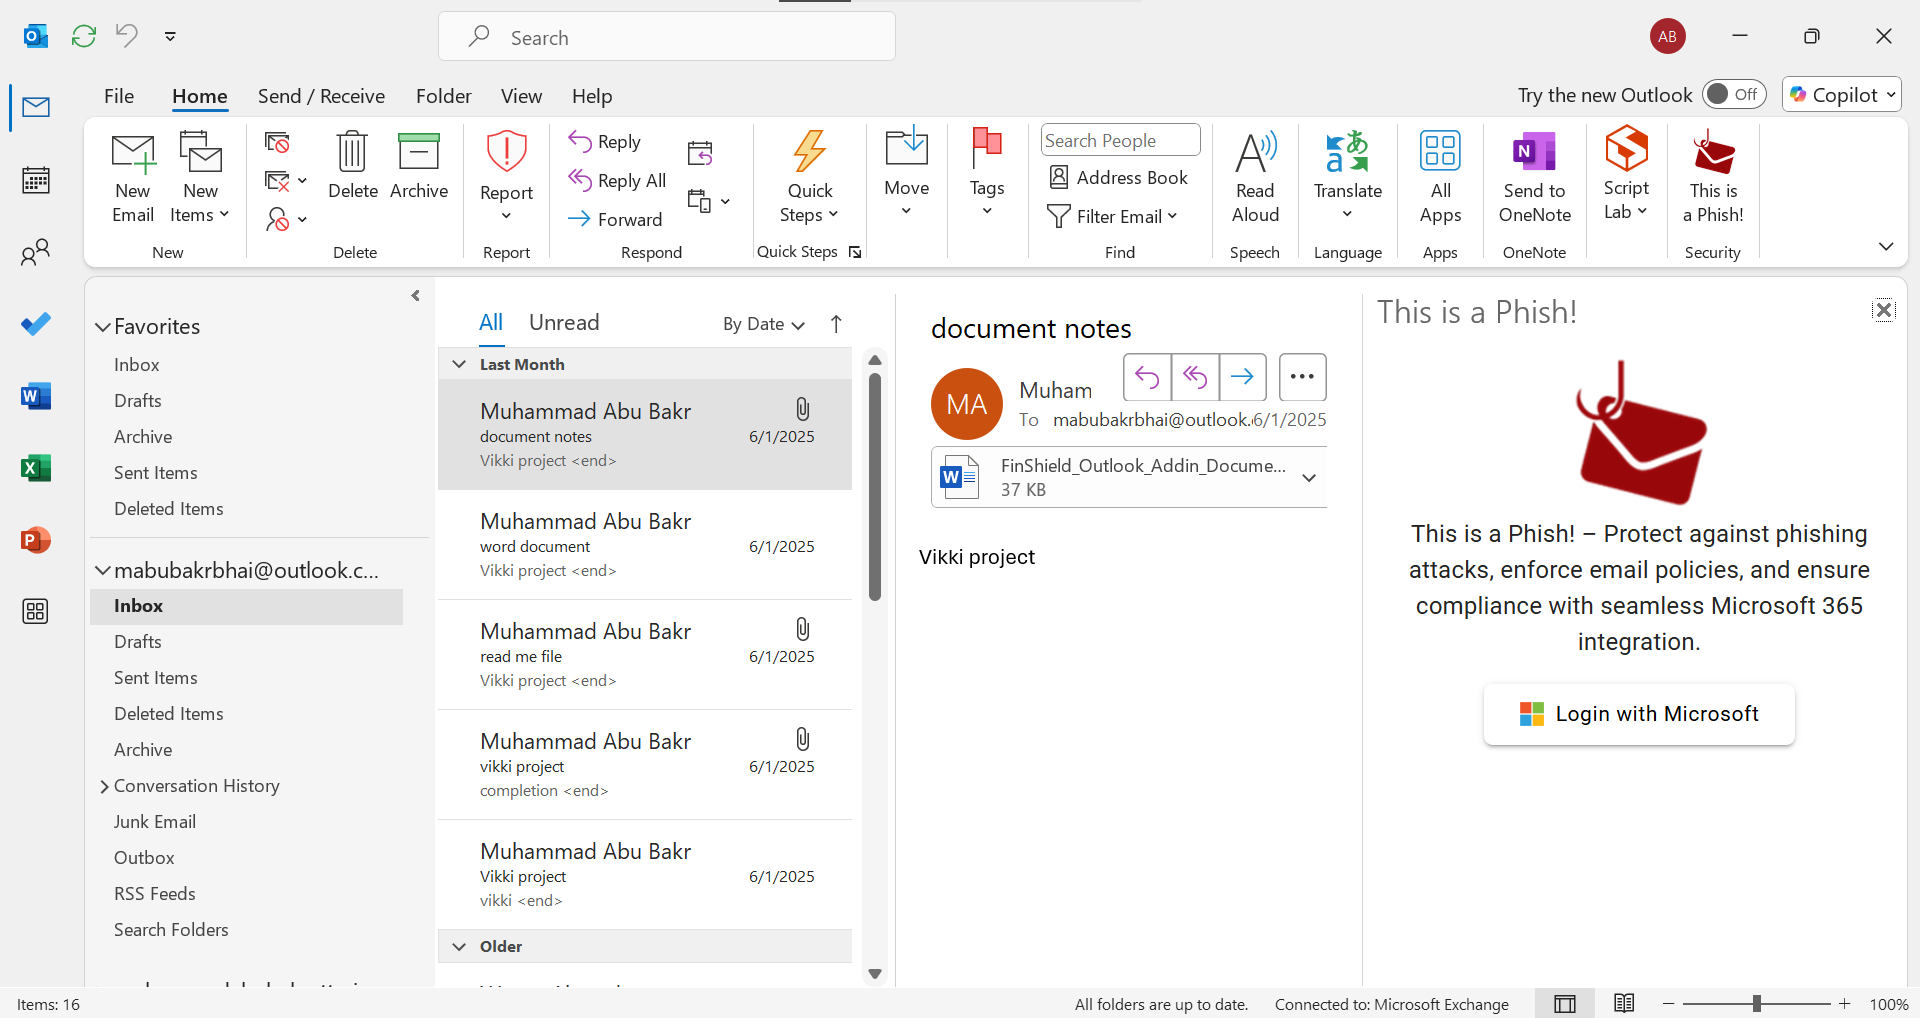 Search
AB
File Home Send / Receive Folder View Help
Try the new Outlook Off Copilot
New Email
New Items
New
Delete Archive
Delete
Report
Report
Reply
Reply All
Forward
Respond
Quick Steps
Quick Steps
Move
Tags
Search People
Address Book
Filter Email
Find
Read Aloud
Speech
Translate
Language
All Apps
Apps
Send to OneNote
OneNote
Script Lab
This is a Phish!
Security
Favorites
Inbox
Drafts
Archive
Sent Items
Deleted Items
mabubakrbhai@outlook.c...
Inbox
Drafts
Sent Items
Deleted Items
Archive
Conversation History
Junk Email
Outbox
RSS Feeds
Search Folders
All Unread By Date
Last Month
Muhammad Abu Bakr
document notes 6/1/2025
Vikki project <end>
Muhammad Abu Bakr
word document 6/1/2025
Vikki project <end>
Muhammad Abu Bakr
read me file 6/1/2025
Vikki project <end>
Muhammad Abu Bakr
vikki project 6/1/2025
completion <end>
Muhammad Abu Bakr
Vikki project 6/1/2025
vikki <end>
Older
document notes
MA
Muham
To mabubakrbhai@outlook. 6/1/2025
FinShield_Outlook_Addin_Docume...
37 KB
Vikki project
This is a Phish!
This is a Phish! – Protect against phishing
attacks, enforce email policies, and ensure
compliance with seamless Microsoft 365
integration.
Login with Microsoft
Items: 16
All folders are up to date. Connected to: Microsoft Exchange 100%